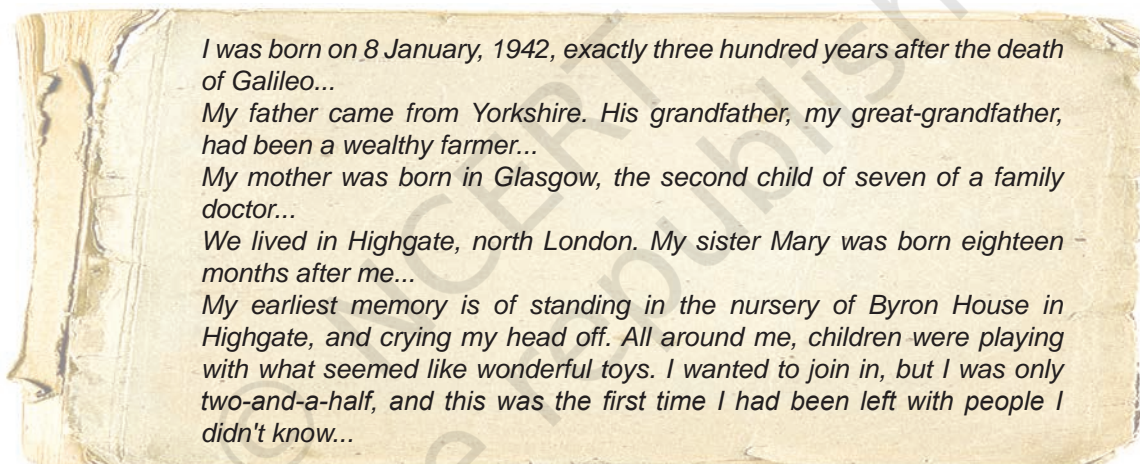 I was born on 8 January, 1942, exactly three hundred years after the death
of Galileo...
My father came from Yorkshire. His grandfather, my great-grandfather,
had been a wealthy farmer...
My mother was born in Glasgow, the second child of seven of a family
doctor...
We lived in Highgate, north London. My sister Mary was born eighteen
months after me...
My earliest memory is of standing in the nursery of Byron House in
Highgate, and crying my head off. All around me, children were playing
with what seemed like wonderful toys. I wanted to join in, but I was only
two-and-a-half, and this was the first time I had been left with people I
didn't know...
© NCERT
e republish